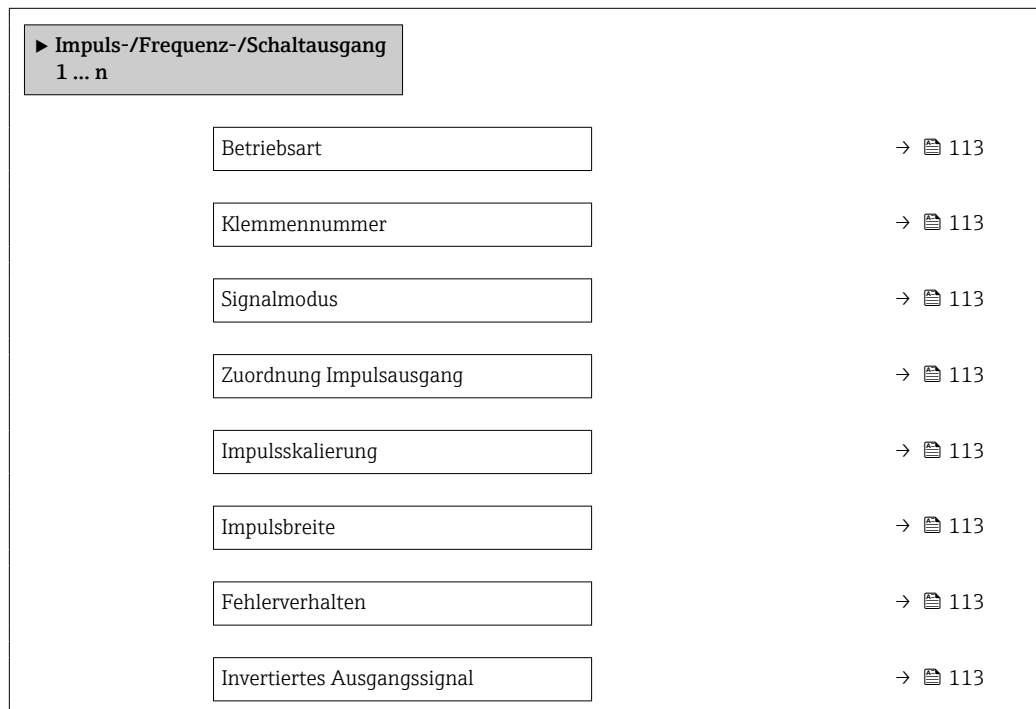 ► Impuls-/Frequenz-/Schaltausgang
1 ... n
Betriebsart → 113
Klemmennummer → 113
Signalmodus → 113
Zuordnung Impulsausgang → 113
Impulsskalierung → 113
Impulsbreite → 113
Fehlerverhalten → 113
Invertiertes Ausgangssignal → 113